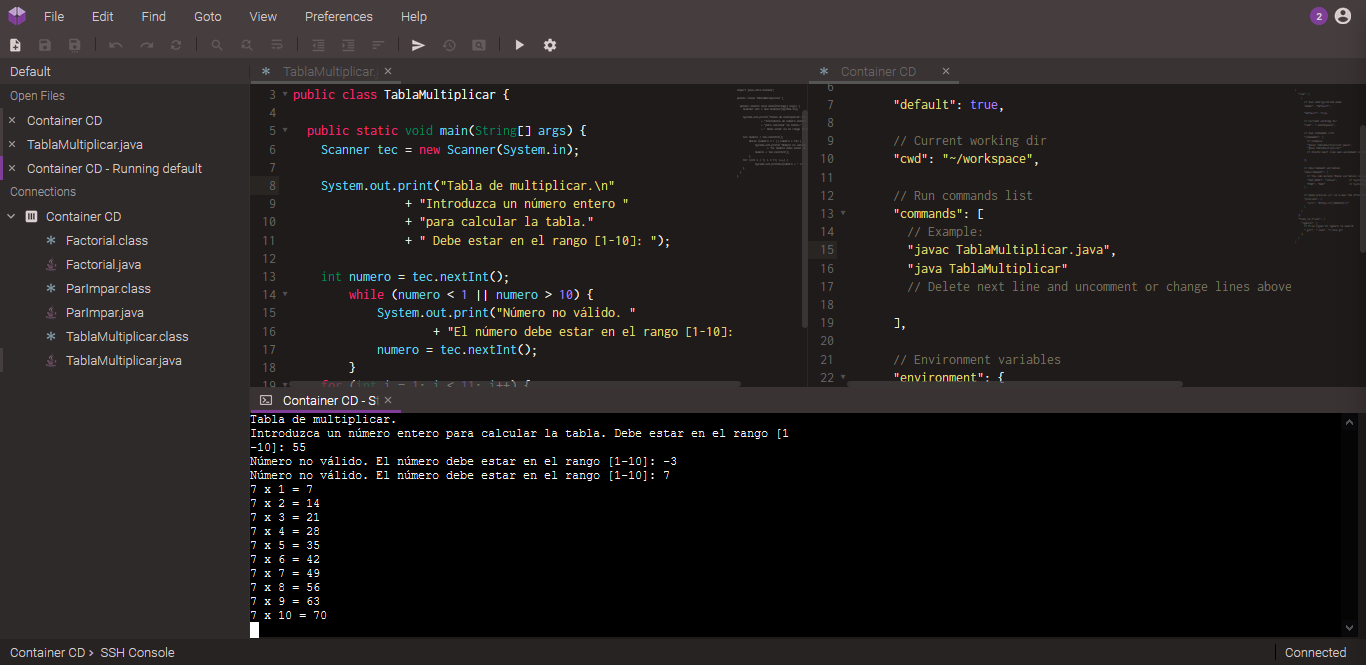 File Edit Find Goto View Preferences Help
2
Default
Open Files
Container CD
TablaMultiplicar.java
Container CD - Running default
Connections
Container CD
Factorial.class
Factorial.java
ParImpar.class
ParImpar.java
TablaMultiplicar.class
TablaMultiplicar.java
TablaMultiplicar
3 public class TablaMultiplicar {
4
5 public static void main(String[] args) {
6 Scanner tec = new Scanner(System.in);
7
8 System.out.print("Tabla de multiplicar.\n"
9 + "Introduzca un número entero "
10 + "para calcular la tabla."
11 + " Debe estar en el rango [1-10]: ");
12
13 int numero = tec.nextInt();
14 while (numero < 1 || numero > 10) {
15 System.out.print("Número no válido. "
16 + "El número debe estar en el rango [1-10]:
17 numero = tec.nextInt();
18 }
19 for (int i = 1; i < 11; i++) {
Container CD
6
7 "default": true,
8
9 // Current working dir
10 "cwd": "~/workspace",
11
12 // Run commands list
13 "commands": [
14 // Example:
15 "javac TablaMultiplicar.java",
16 "java TablaMultiplicar"
17 // Delete next line and uncomment or change lines above
18
19 ],
20
21 // Environment variables
22 "environment": {
Container CD - S
Tabla de multiplicar.
Introduzca un número entero para calcular la tabla. Debe estar en el rango [1
-10]: 55
Número no válido. El número debe estar en el rango [1-10]: -3
Número no válido. El número debe estar en el rango [1-10]: 7
7 x 1 = 7
7 x 2 = 14
7 x 3 = 21
7 x 4 = 28
7 x 5 = 35
7 x 6 = 42
7 x 7 = 49
7 x 8 = 56
7 x 9 = 63
7 x 10 = 70
Container CD › SSH Console
Connected